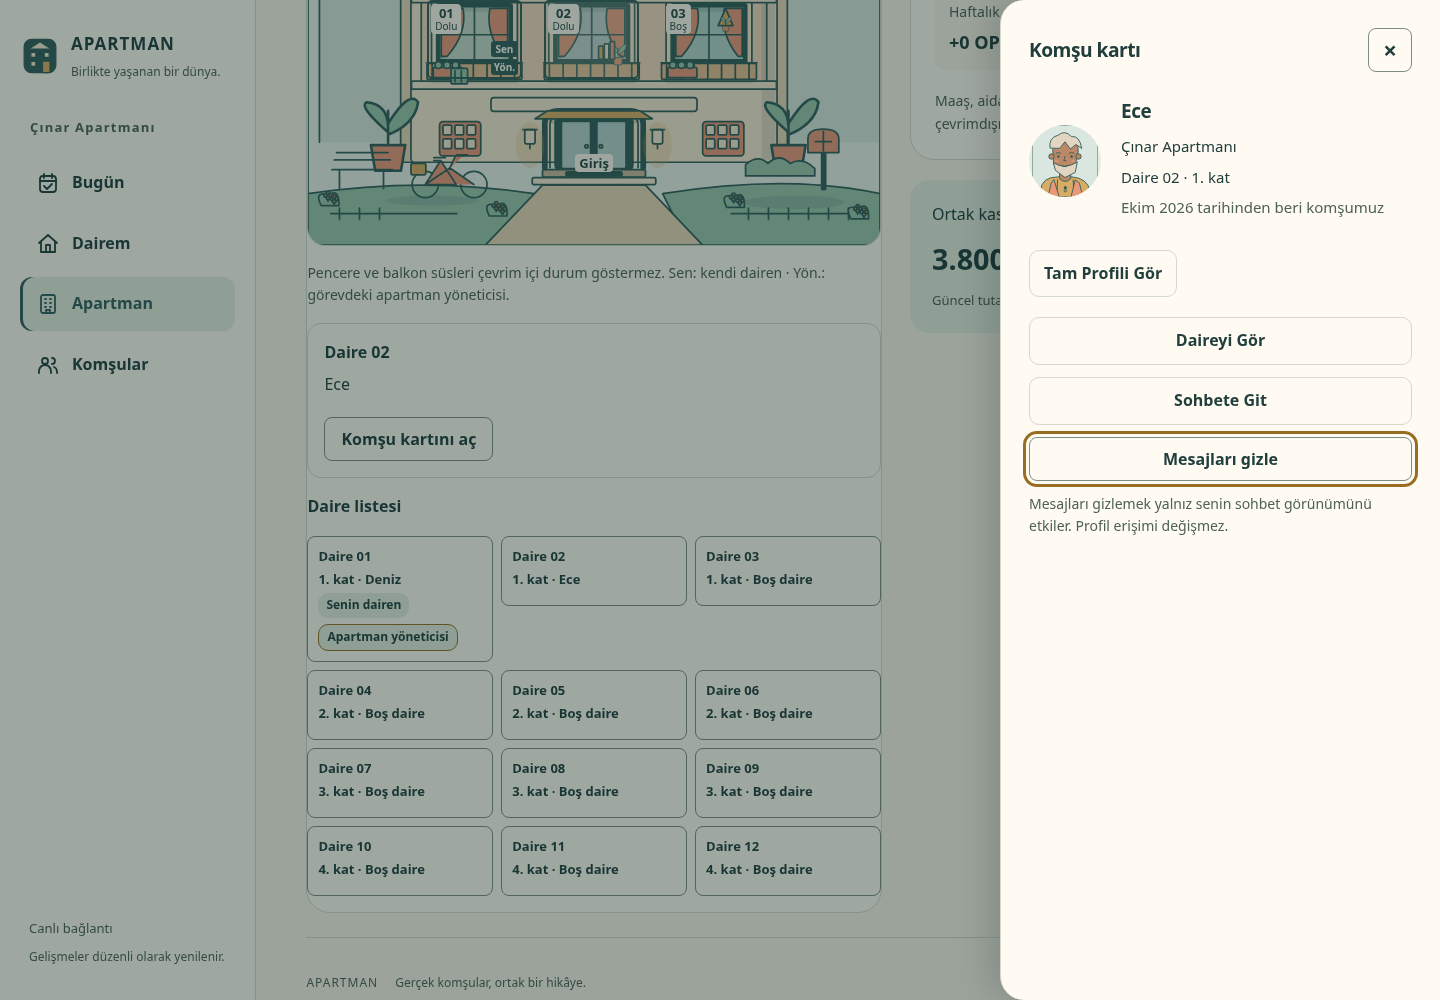 APARTMAN
Birlikte yaşanan bir dünya.
Çınar Apartmanı
Bugün
Dairem
Apartman
Komşular
Canlı bağlantı
Gelişmeler düzenli olarak yenilenir.
01
Dolu
02
Dolu
03
Boş
Sen
Yön.
Giriş
Pencere ve balkon süsleri çevrim içi durum göstermez. Sen: kendi dairen · Yön.:
görevdeki apartman yöneticisi.
Daire 02
Ece
Komşu kartını aç
Daire listesi
Daire 01
1. kat · Deniz
Senin dairen
Apartman yöneticisi
Daire 02
1. kat · Ece
Daire 03
1. kat · Boş daire
Daire 04
2. kat · Boş daire
Daire 05
2. kat · Boş daire
Daire 06
2. kat · Boş daire
Daire 07
3. kat · Boş daire
Daire 08
3. kat · Boş daire
Daire 09
3. kat · Boş daire
Daire 10
4. kat · Boş daire
Daire 11
4. kat · Boş daire
Daire 12
4. kat · Boş daire
APARTMAN Gerçek komşular, ortak bir hikâye.
Haftalık
+0 OP
Maaş,
Ortak
3.800
Güncel
Komşu kartı
×
Ece
Çınar Apartmanı
Daire 02 · 1. kat
Ekim 2026 tarihinden beri komşumuz
Tam Profili Gör
Daireyi Gör
Sohbete Git
Mesajları gizle
Mesajları gizlemek yalnız senin sohbet görünümünü
etkiler. Profil erişimi değişmez.